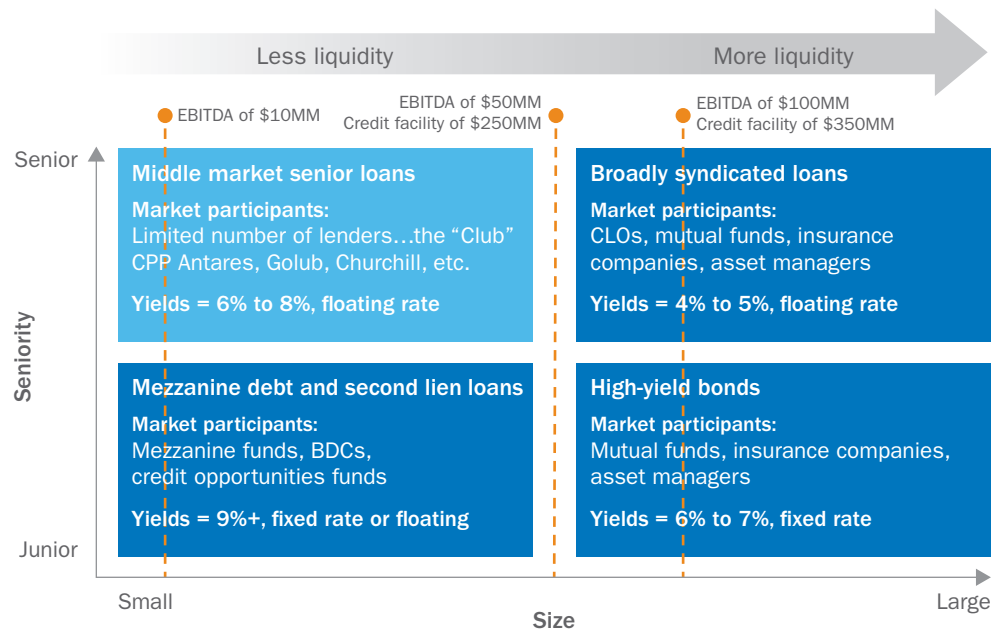 Less liquidity
More liquidity
EBITDA of $10MM
EBITDA of $50MM
Credit facility of $250MM
EBITDA of $100MM
Credit facility of $350MM
Senior
Middle market senior loans
Market participants:
Limited number of lenders…the “Club”
CPP Antares, Golub, Churchill, etc.
Yields = 6% to 8%, floating rate
Broadly syndicated loans
Market participants:
CLOs, mutual funds, insurance
companies, asset managers
Yields = 4% to 5%, floating rate
Seniority
Mezzanine debt and second lien loans
Market participants:
Mezzanine funds, BDCs,
credit opportunities funds
Yields = 9%+, fixed rate or floating
High-yield bonds
Market participants:
Mutual funds, insurance companies,
asset managers
Yields = 6% to 7%, fixed rate
Junior
Small
Large
Size